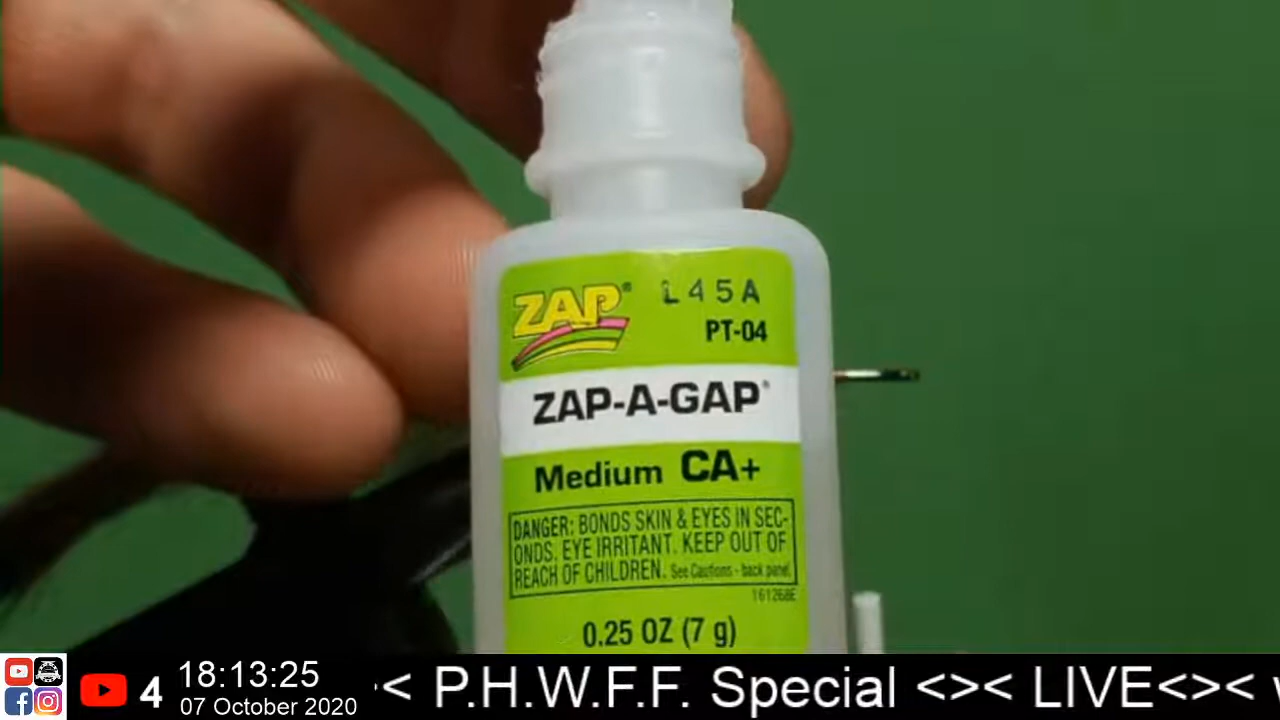 ZAP®
L45A
PT-04
ZAP-A-GAP®
Medium CA+
DANGER: BONDS SKIN & EYES IN SEC-
ONDS. EYE IRRITANT. KEEP OUT OF
REACH OF CHILDREN. See Cautions - back panel.
161268E
0.25 OZ (7 g)
4
18:13:25
07 October 2020
< P.H.W.F.F. Special <>< LIVE<><